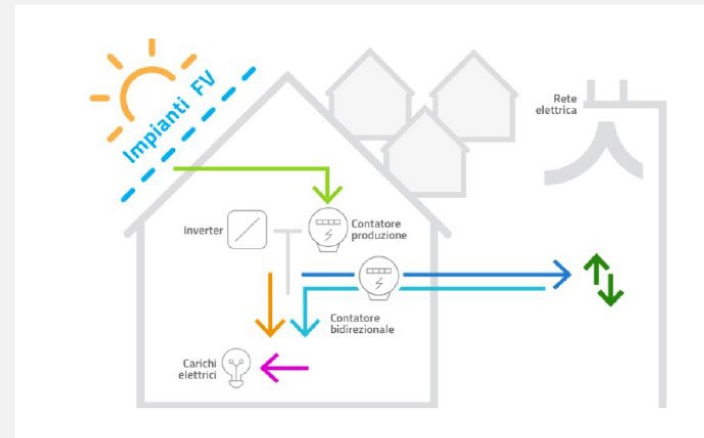 Impianti FV
Rete
elettrica
Inverter
Contatore
produzione
Contatore
bidirezionale
Carichi
elettrici